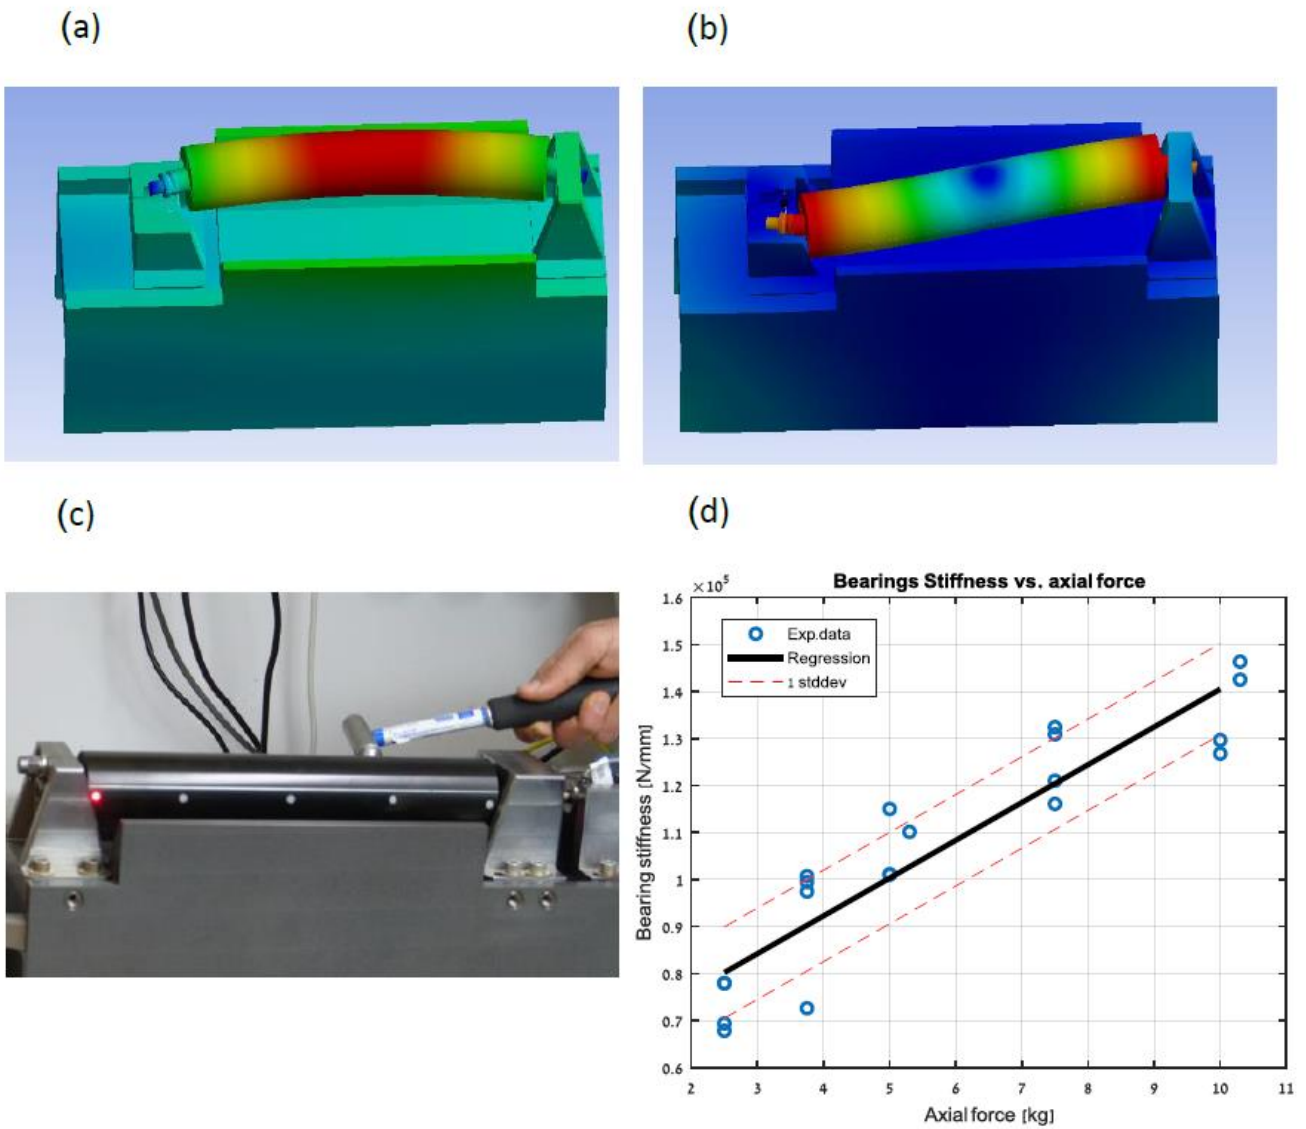 (a)
(b)
(c)
(d)
Bearings Stiffness vs. axial force
×10⁵
1.6
1.5
1.4
1.3
1.2
1.1
1
0.9
0.8
0.7
0.6
Bearing stiffness [N/mm]
Exp.data
Regression
1 stddev
2 3 4 5 6 7 8 9 10 11
Axial force [kg]